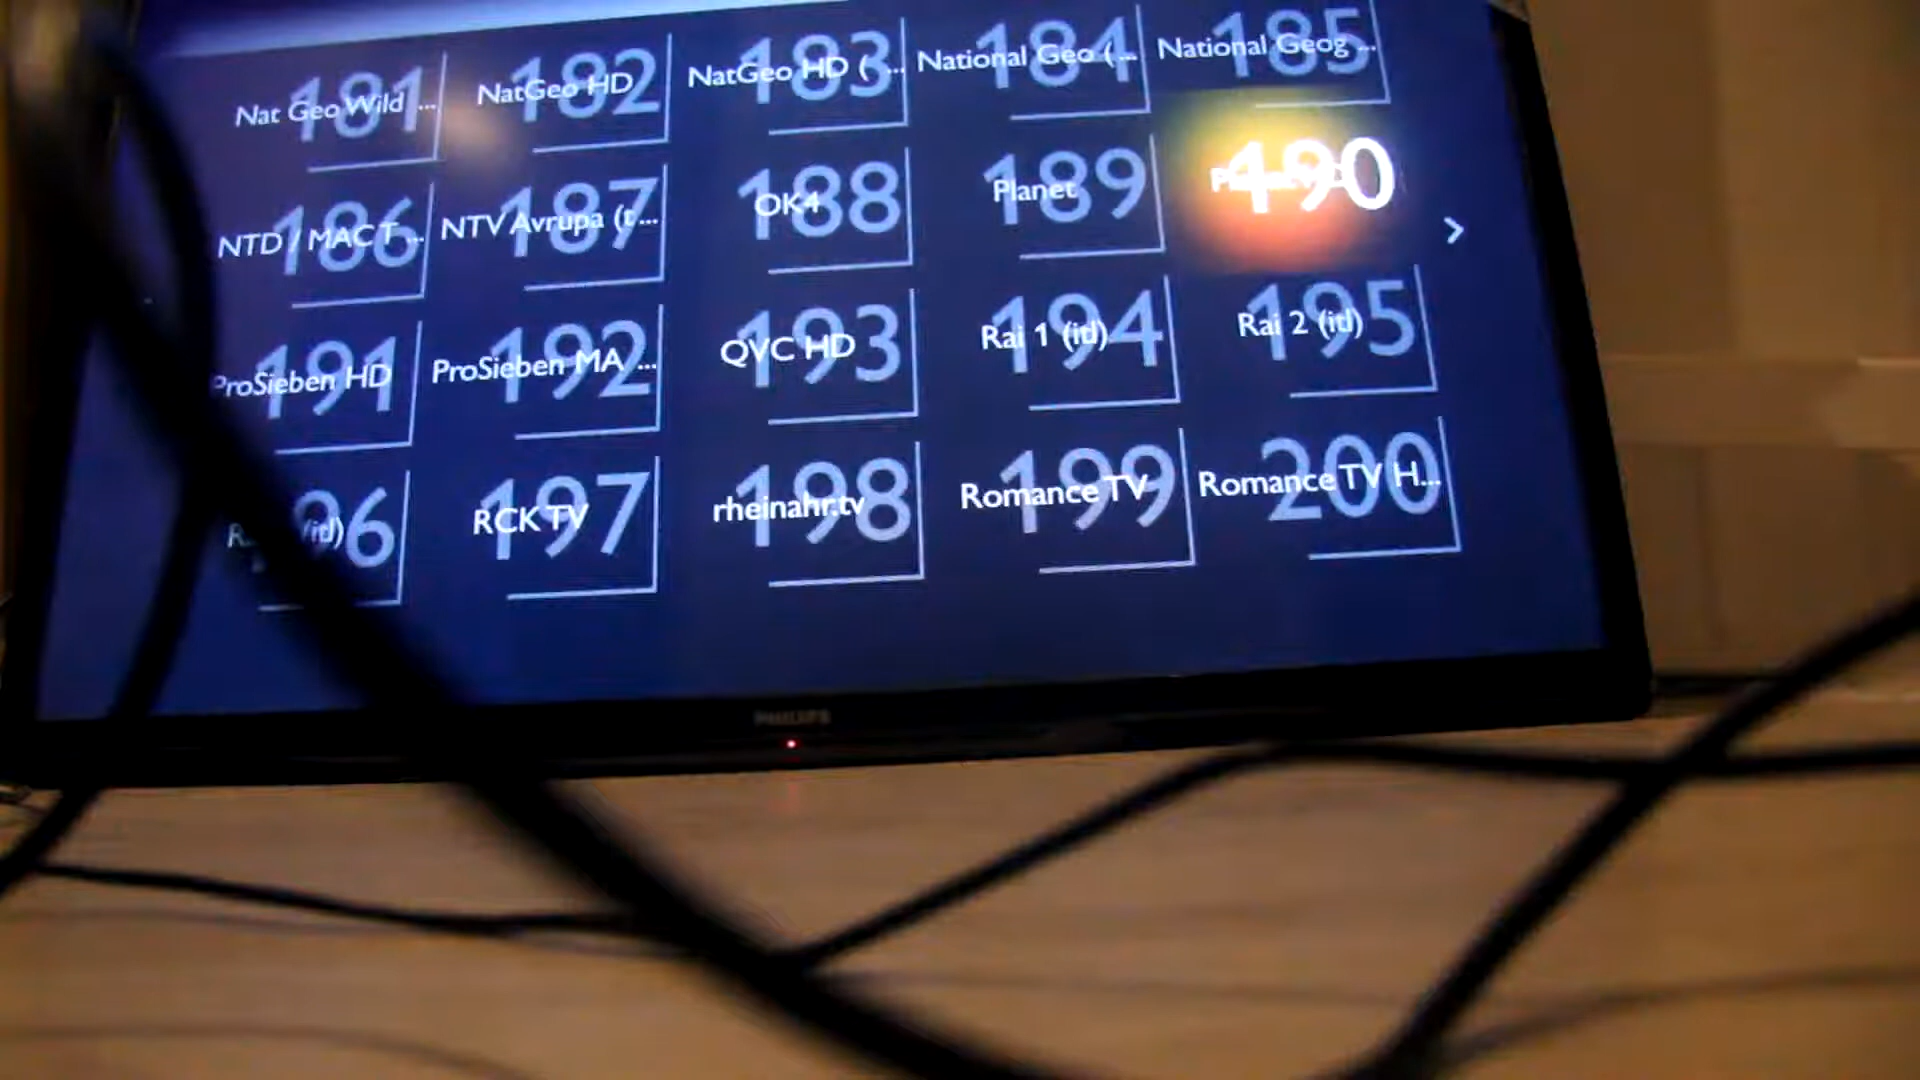 181 182 183 184 185
Nat Geo Wild ... NatGeo HD NatGeo HD ( ... National Geo ( ... National Geog ...
186 187 188 189 190
NTD / MAC T ... NTV Avrupa (t ... OK4 Planet
191 192 193 194 195
ProSieben HD ProSieben MA ... QVC HD Rai 1 (itl) Rai 2 (itl)
197 198 199 200
(itl) RCK TV rheinahr.tv Romance TV Romance TV H...
PHILIPS